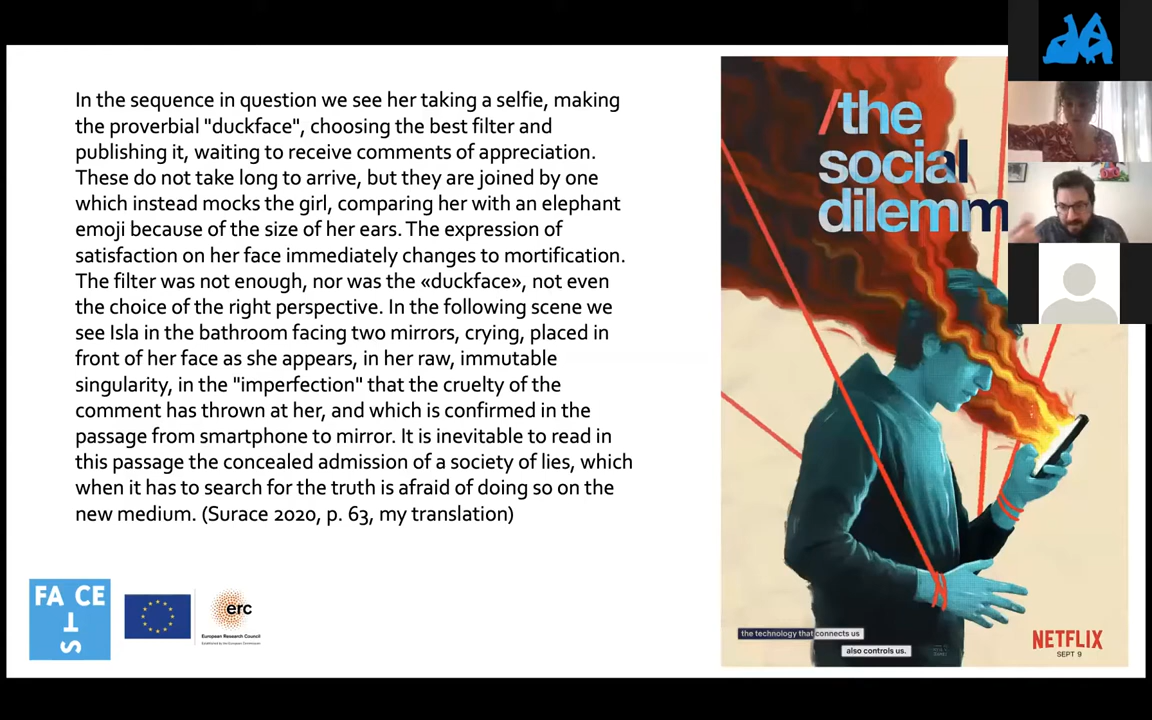 In the sequence in question we see her taking a selfie, making
the proverbial "duckface", choosing the best filter and
publishing it, waiting to receive comments of appreciation.
These do not take long to arrive, but they are joined by one
which instead mocks the girl, comparing her with an elephant
emoji because of the size of her ears. The expression of
satisfaction on her face immediately changes to mortification.
The filter was not enough, nor was the «duckface», not even
the choice of the right perspective. In the following scene we
see Isla in the bathroom facing two mirrors, crying, placed in
front of her face as she appears, in her raw, immutable
singularity, in the "imperfection" that the cruelty of the
comment has thrown at her, and which is confirmed in the
passage from smartphone to mirror. It is inevitable to read in
this passage the concealed admission of a society of lies, which
when it has to search for the truth is afraid of doing so on the
new medium. (Surace 2020, p. 63, my translation)
/the
social
dilemm
the technology that connects us
also controls us.
NETFLIX
SEPT 9
FA CE
TS
erc
European Research Council
Established by the European Commission